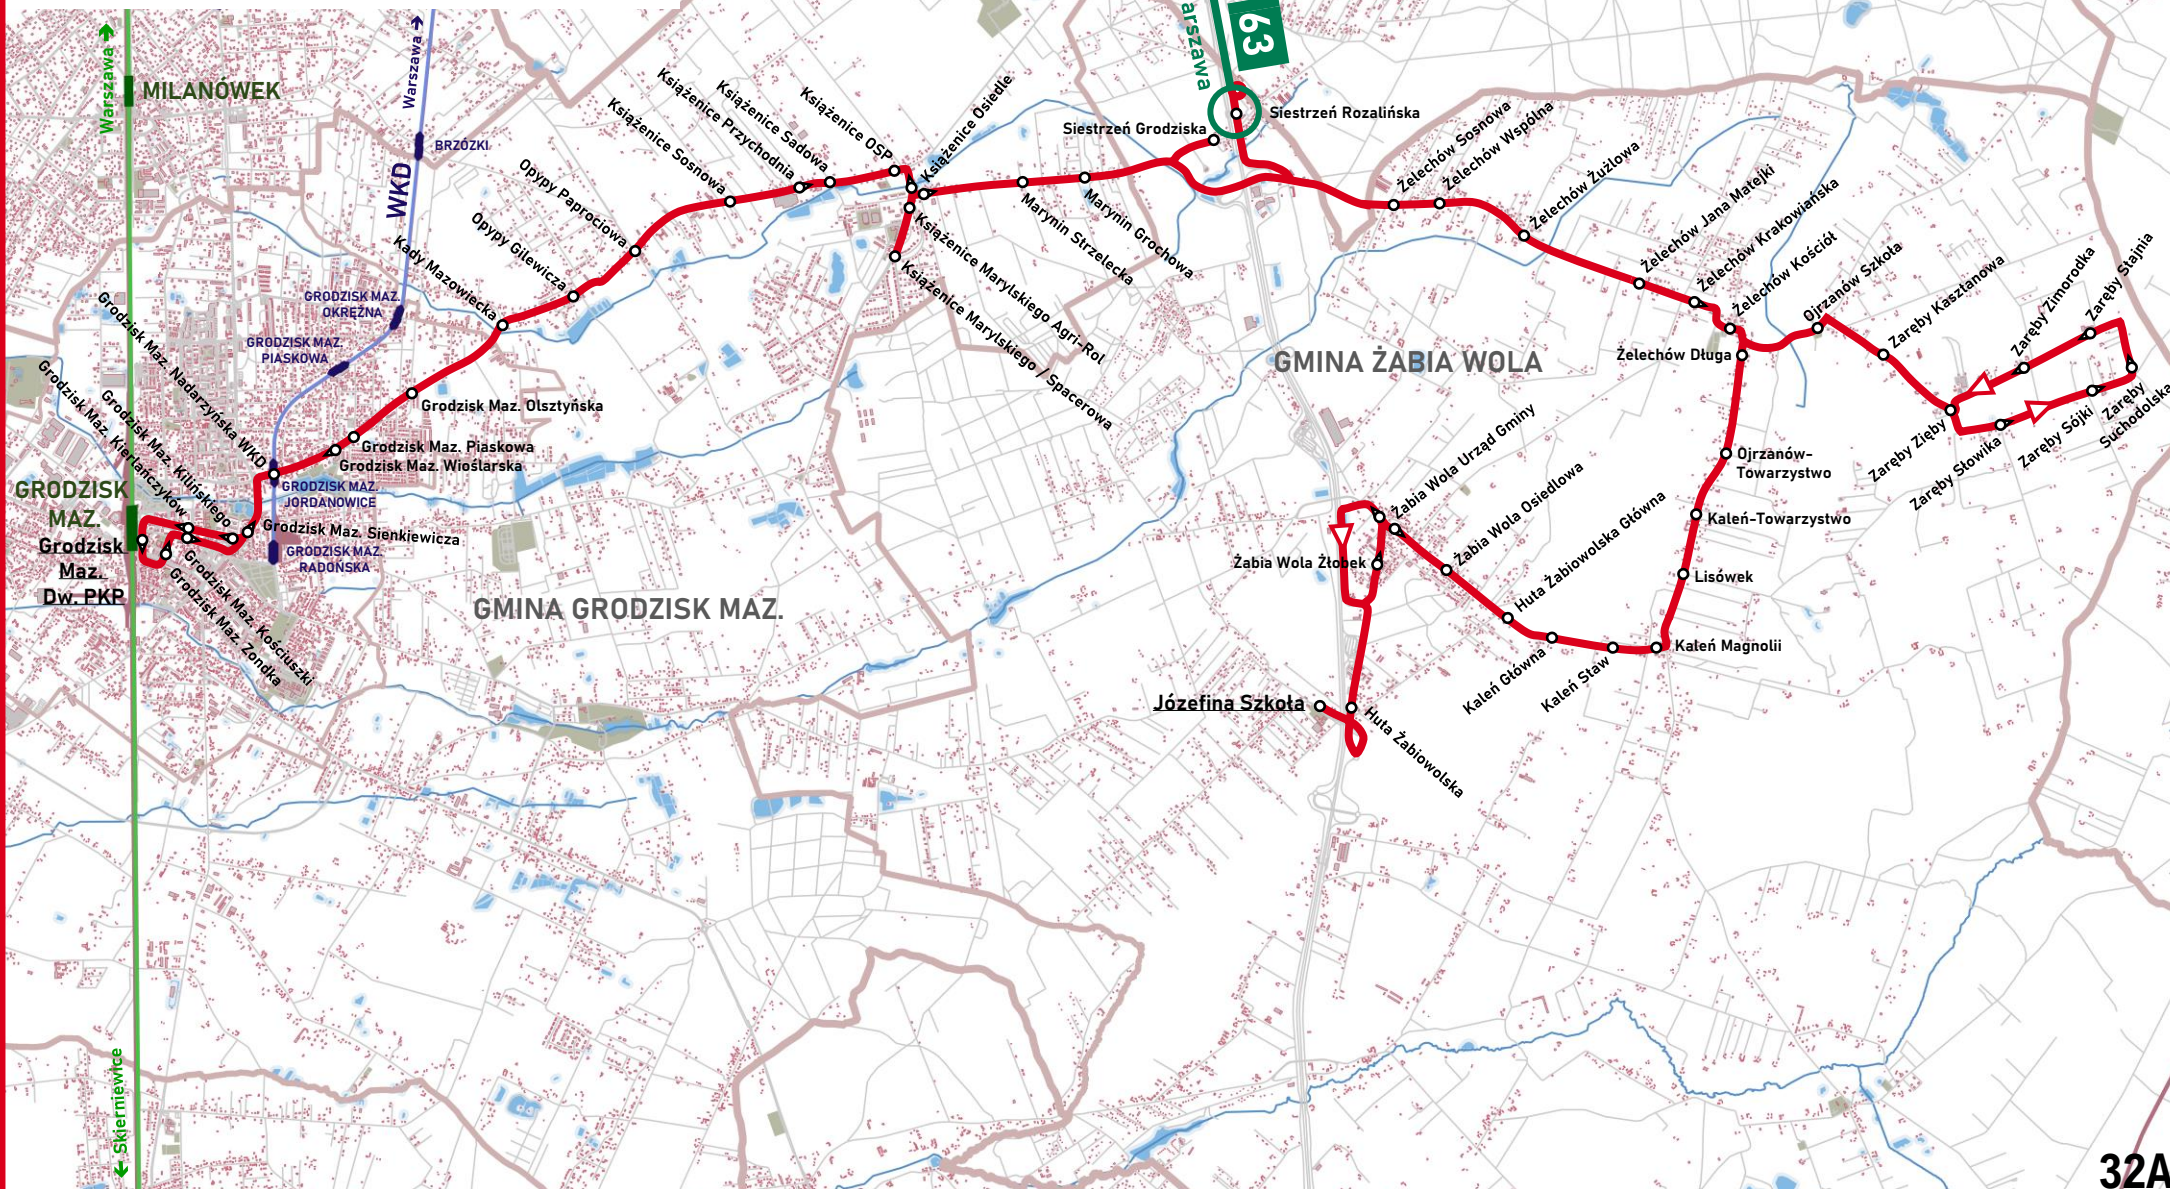 Warszawa →
MILANÓWEK
Warszawa →
WKD
BRZÓZKI
arszawa
63
Siestrzeń Rozalińska
Siestrzeń Grodziska
Książenice Osiedle
Książenice OSP
Książenice Sadowa
Książenice Przychodnia
Książenice Sosnowa
Opypy Paprociowa
Opypy Gilewicza
Kady Mazowiecka
Książenice Marylskiego Agri-Rol
Książenice Marylskiego / Spacerowa
Marynin Strzelecka
Marynin Grochowa
Żelechów Sosnowa
Żelechów Wspólna
Żelechów Żużlowa
Żelechów Jana Matejki
Żelechów Krakowiańska
Żelechów Kościół
Żelechów Długa
Ojrzanów Szkoła
Zaręby Kasztanowa
Zaręby Zimorodka
Zaręby Stajnia
Zaręby
Suchodolska
Zaręby Sójki
Zaręby Słowika
Zaręby Zięby
GRODZISK MAZ.
OKRĘŻNA
GRODZISK MAZ.
PIASKOWA
Grodzisk Maz. Olsztyńska
Grodzisk Maz. Piaskowa
Grodzisk Maz. Wioślarska
Grodzisk Maz. Nadarzyńska WKD
Grodzisk Maz. Kilińskiego
Grodzisk Maz. Kierlańczyków
GRODZISK MAZ.
JORDANOWICE
Grodzisk Maz. Sienkiewicza
GRODZISK MAZ.
RADOŃSKA
GRODZISK
MAZ.
Grodzisk
Maz.
Dw. PKP
Grodzisk Maz. Kościuszki
Grodzisk Maz. Żondka
GMINA GRODZISK MAZ.
GMINA ŻABIA WOLA
Ojrzanów-
Towarzystwo
Kaleń-Towarzystwo
Lisówek
Kaleń Magnolii
Kaleń Staw
Kaleń Główna
Huta Żabiowolska Główna
Żabia Wola Osiedlowa
Żabia Wola Urząd Gminy
Żabia Wola Żłobek
Józefina Szkoła
Huta Żabiowolska
← Skierniewice
32A